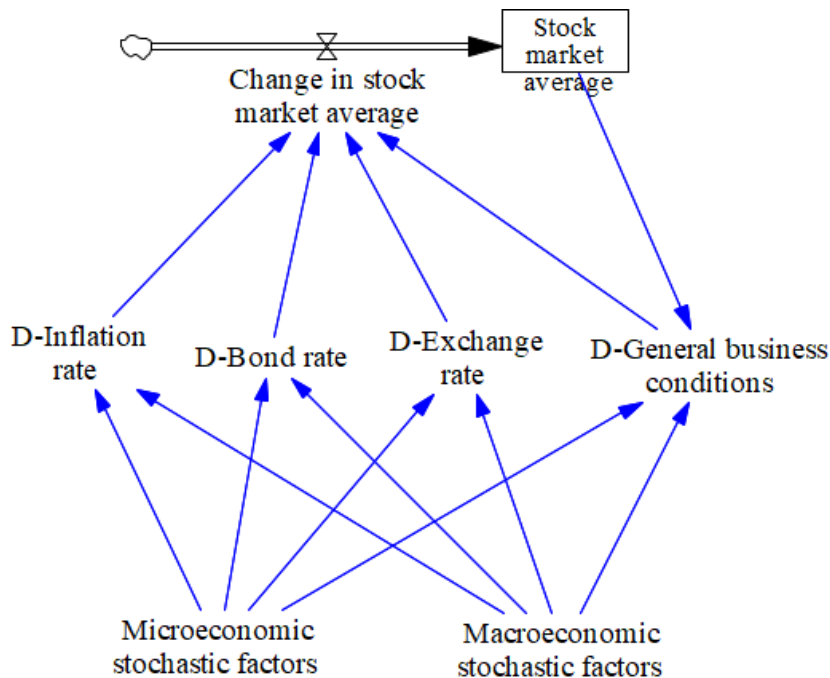 Stock
market
average
Change in stock
market average
D-Inflation
rate
D-Bond rate
D-Exchange
rate
D-General business
conditions
Microeconomic
stochastic factors
Macroeconomic
stochastic factors